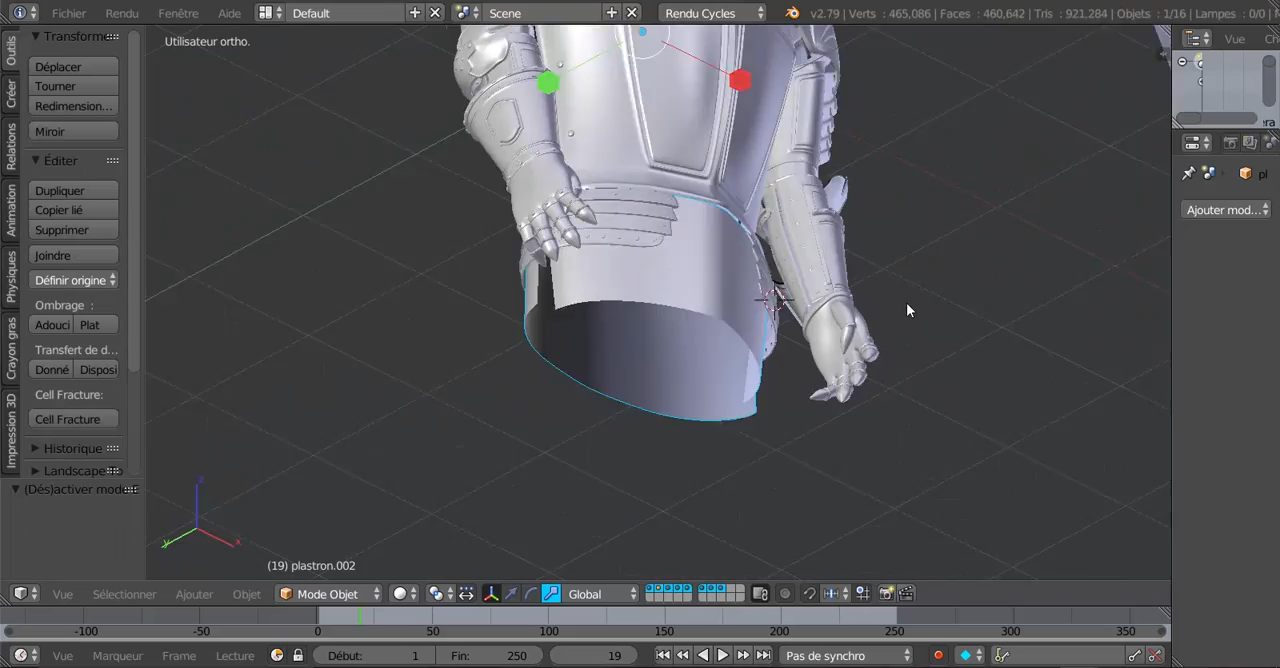 Fichier Rendu Fenêtre Aide Default Scene Rendu Cycles v2.79 | Verts : 465,086 | Faces : 460,642 | Tris : 921,284 | Objets : 1/16 | Lampes : 0/0
Utilisateur ortho.
Outils
Créer
Relations
Animation
Physiques
Crayon gras
Impression 3D
Transforme
Déplacer
Tourner
Redimension...
Miroir
Éditer
Dupliquer
Copier lié
Supprimer
Joindre
Définir origine
Ombrage :
Adouci Plat
Transfert de d...
Donné Disposi
Cell Fracture:
Cell Fracture
Historique
Landscape
(Dés)activer mod
z
y x
(19) plastron.002
Vue Ch
era
pl
Ajouter mod...
Vue Sélectionner Ajouter Objet Mode Objet Global
-100 -50 0 50 100 150 200 250 300 350
Vue Marqueur Frame Lecture Début: 1 Fin: 250 19 Pas de synchro